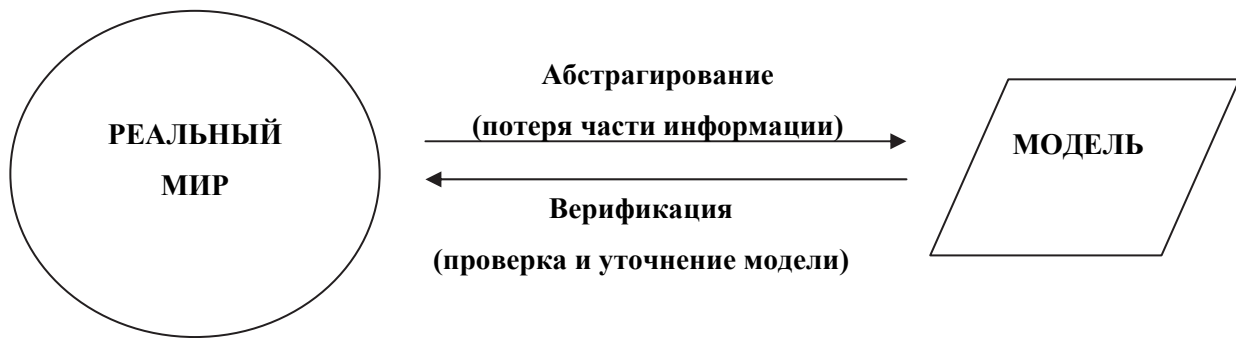 РЕАЛЬНЫЙ
МИР
Абстрагирование
(потеря части информации)
Верификация
(проверка и уточнение модели)
МОДЕЛЬ